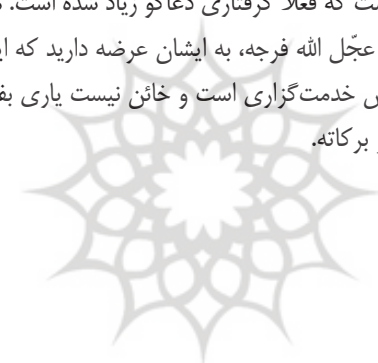 ست که فعلاً گرفتاری دعاگو زیاد شده است.
عجّل الله فرجه، به ایشان عرضه دارید که ای
س خدمت‌گزاری است و خائن نیست یاری بف
برکاته.